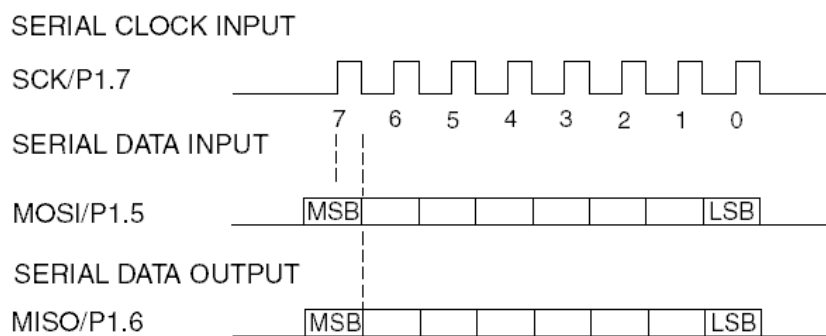 SERIAL CLOCK INPUT
SCK/P1.7
7 6 5 4 3 2 1 0
SERIAL DATA INPUT
MOSI/P1.5
MSB LSB
SERIAL DATA OUTPUT
MISO/P1.6
MSB LSB